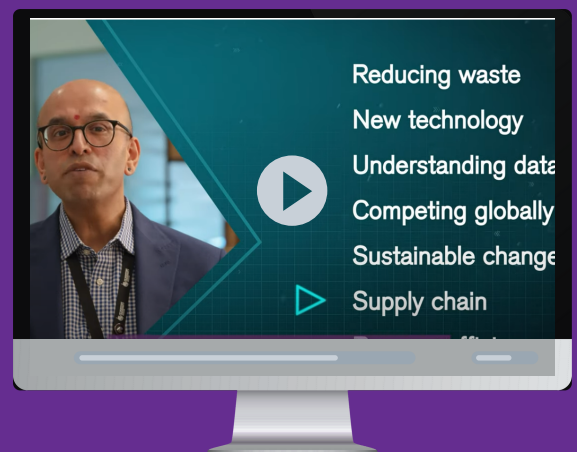 Reducing waste
New technology
Understanding data
Competing globally
Sustainable change
Supply chain